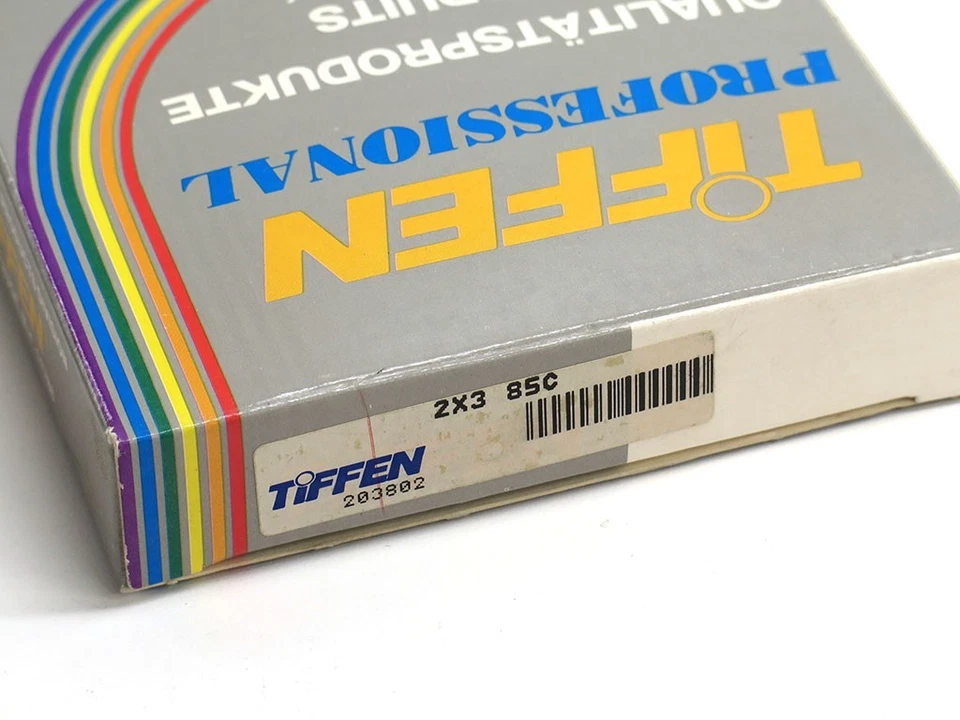 TIFFEN
PROFESSIONAL
QUALITÄTSPRODUKTE
2X3 85C
TIFFEN
203802